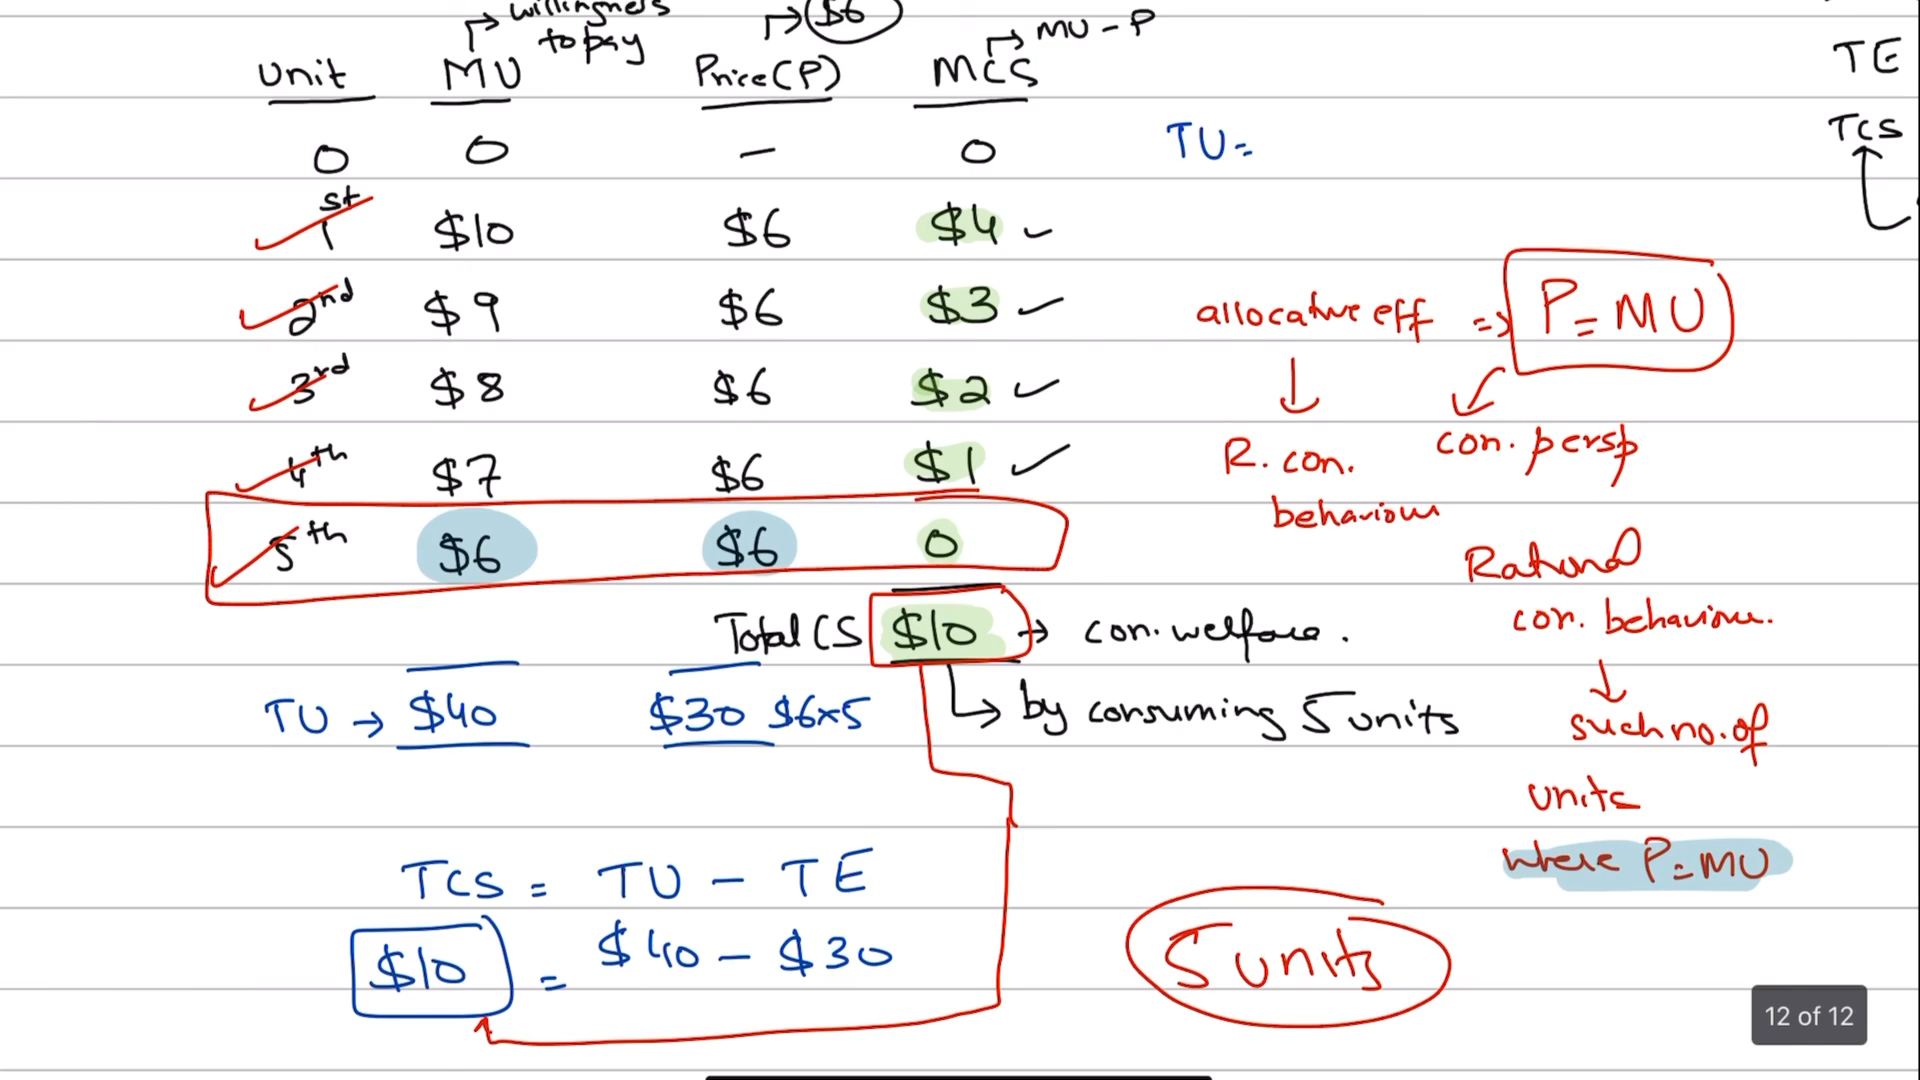 willingness
to pay
$6
MU - P
Unit MU Price(P) MCS
TE
0 0 - 0
TU =
TCS
1st $10 $6 $4
2nd $9 $6 $3
allocative eff => P = MU
3rd $8 $6 $2
R. con.
behaviour
con. persp
4th $7 $6 $1
5th $6 $6 0
Rational
con. behaviour.
such no. of
units
where P = MU
Total CS $10 → con. welfare.
by consuming 5 units
TU → $40 $30 $6x5
TCS = TU - TE
$10 = $40 - $30
5 units
12 of 12